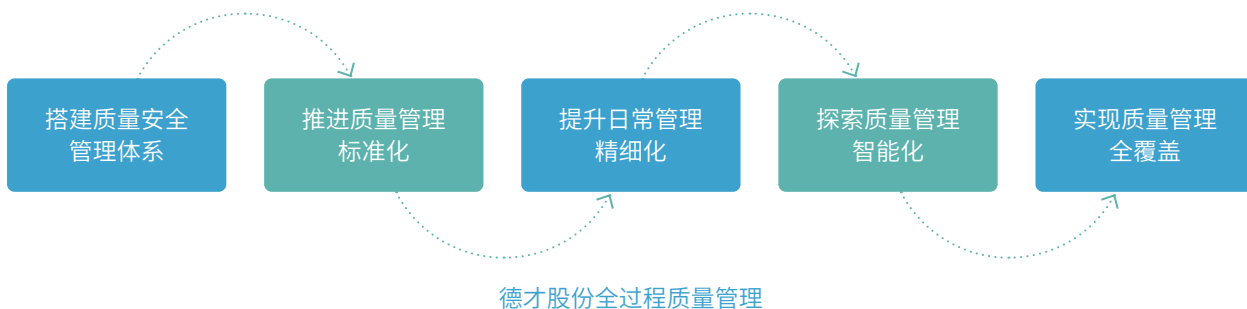 搭建质量安全
管理体系
推进质量管理
标准化
提升日常管理
精细化
探索质量管理
智能化
实现质量管理
全覆盖
德才股份全过程质量管理